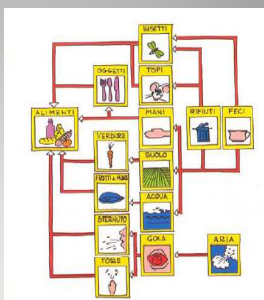 INSETTI
OGGETTI
TOPI
ALIMENTI
MANI
RIFIUTI
FECI
VERDURE
SUOLO
FRUTTI di MARE
ACQUA
STERNUTO
GOLA
ARIA
TOSSE